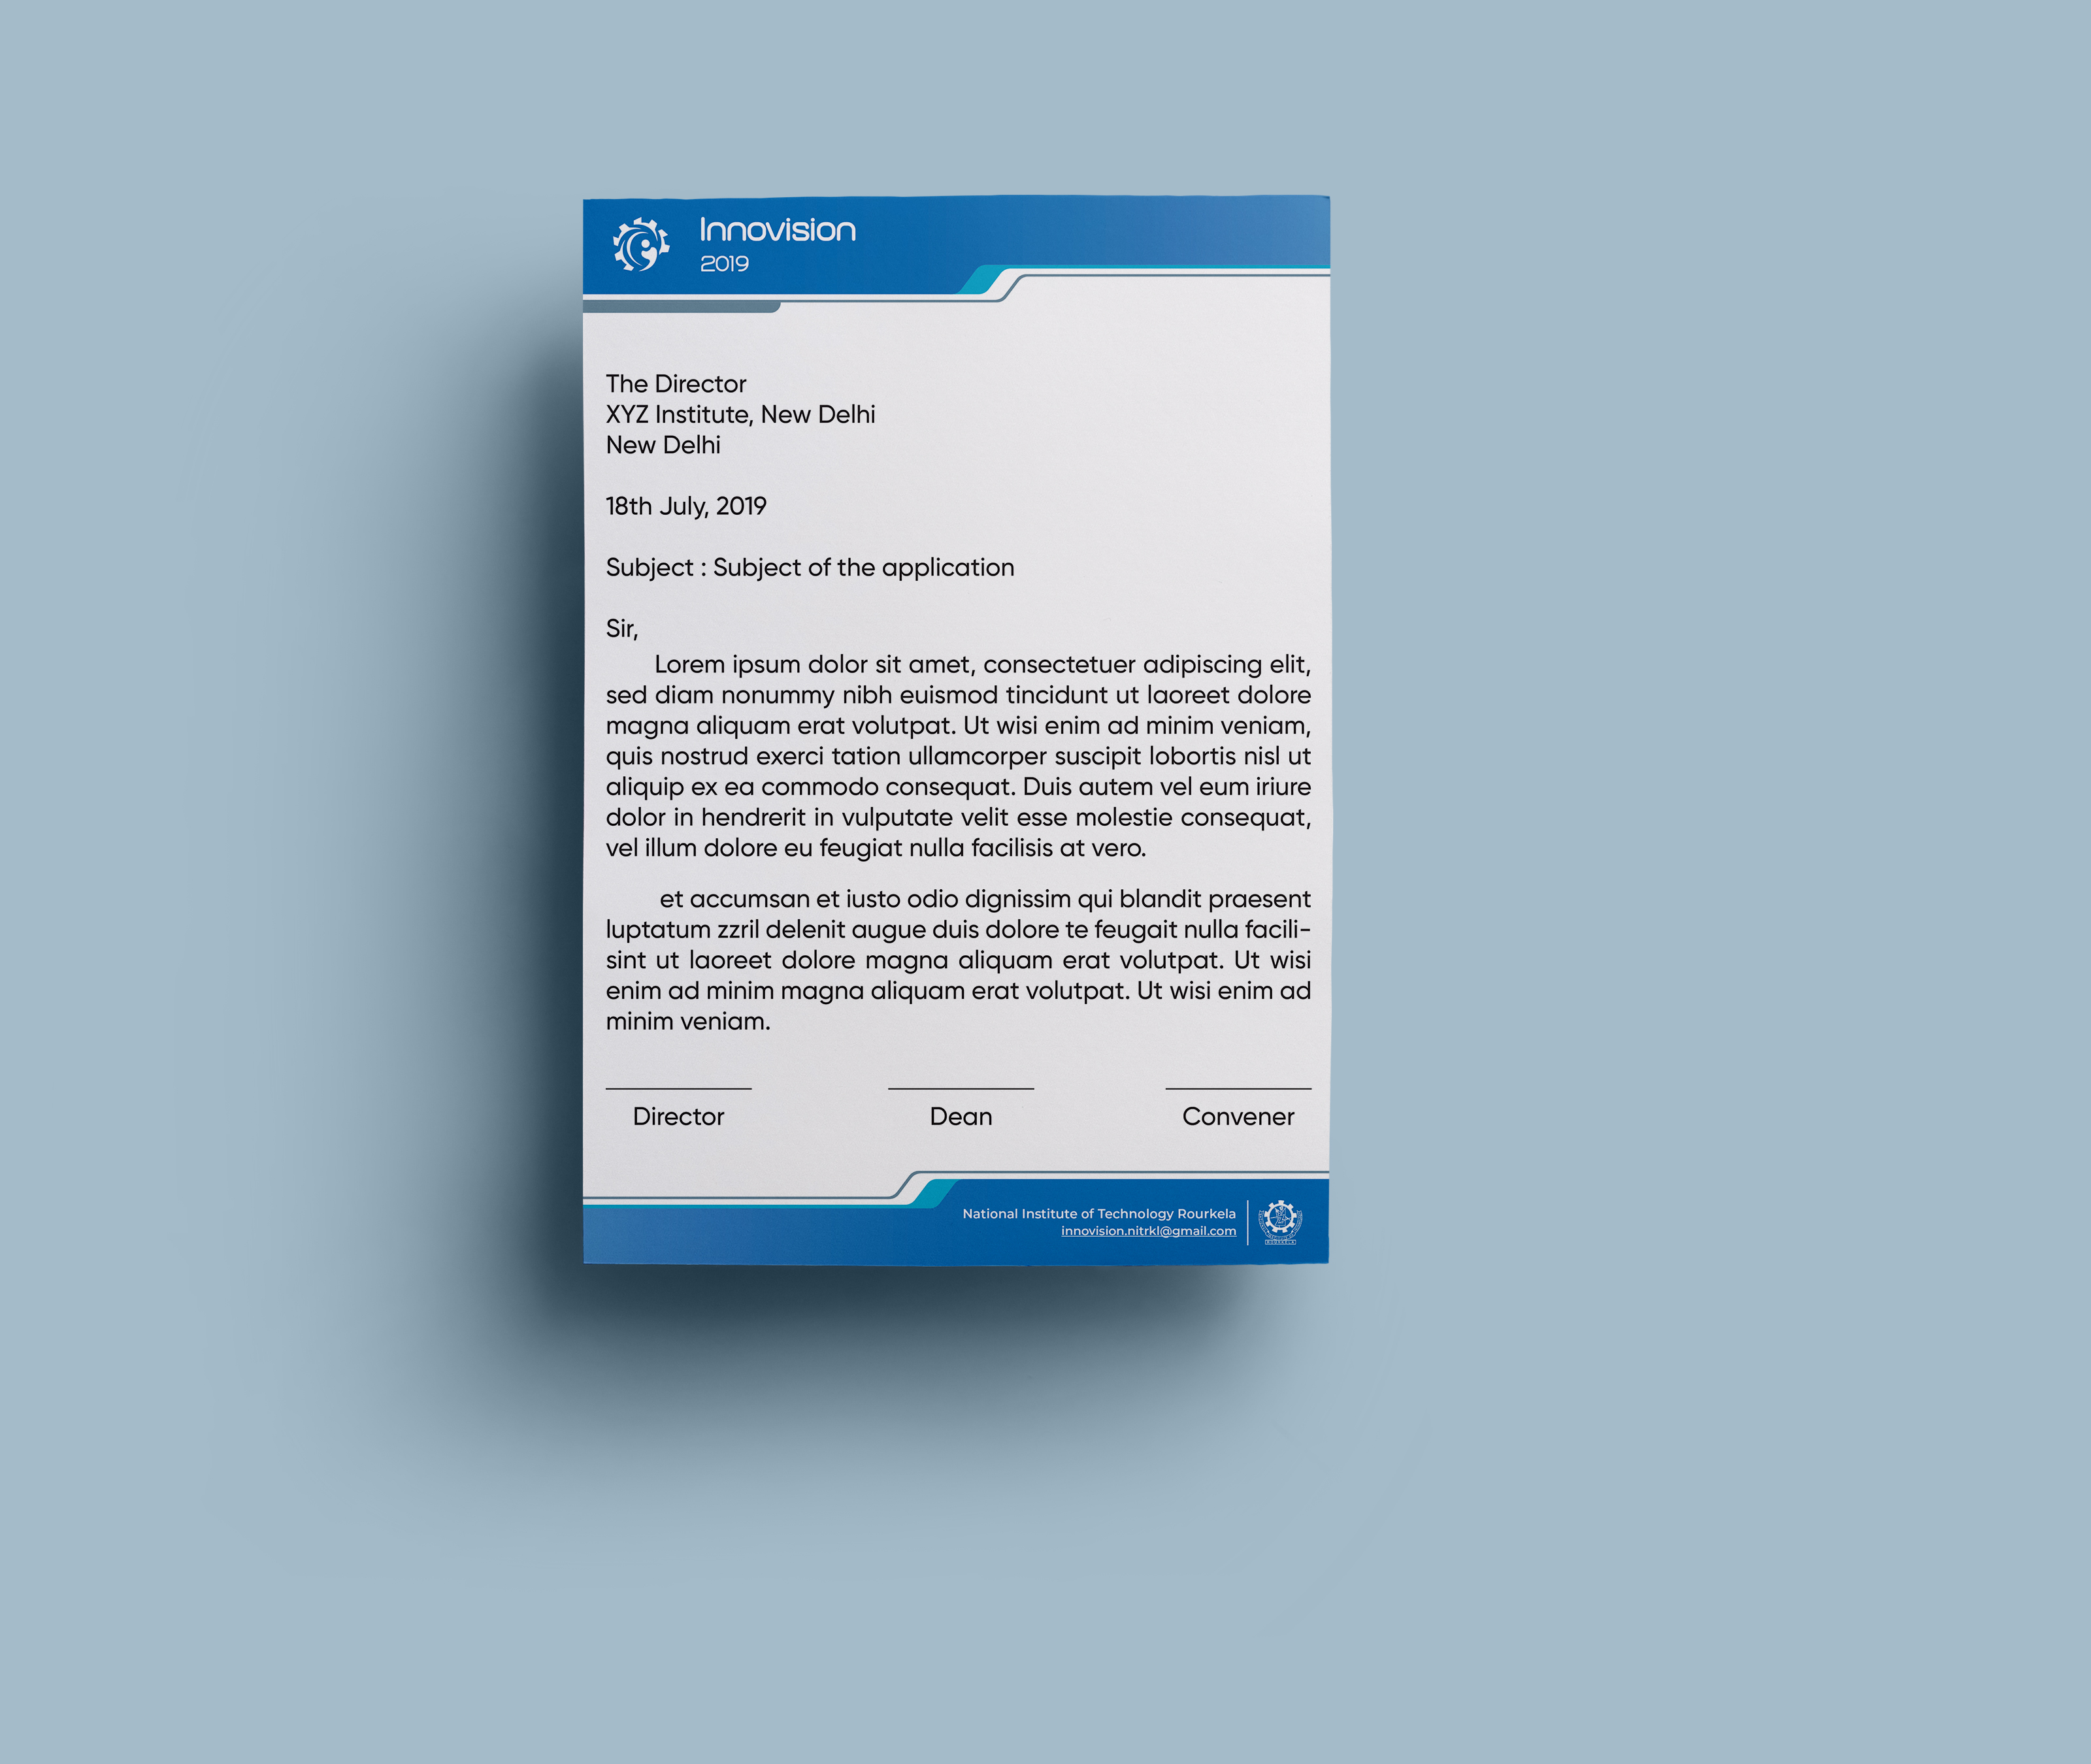 Innovision
2019
The Director
XYZ Institute, New Delhi
New Delhi
18th July, 2019
Subject : Subject of the application
Sir,
Lorem ipsum dolor sit amet, consectetuer adipiscing elit,
sed diam nonummy nibh euismod tincidunt ut laoreet dolore
magna aliquam erat volutpat. Ut wisi enim ad minim veniam,
quis nostrud exerci tation ullamcorper suscipit lobortis nisl ut
aliquip ex ea commodo consequat. Duis autem vel eum iriure
dolor in hendrerit in vulputate velit esse molestie consequat,
vel illum dolore eu feugiat nulla facilisis at vero.
et accumsan et iusto odio dignissim qui blandit praesent
luptatum zzril delenit augue duis dolore te feugait nulla facili-
sint ut laoreet dolore magna aliquam erat volutpat. Ut wisi
enim ad minim magna aliquam erat volutpat. Ut wisi enim ad
minim veniam.
Director Dean Convener
National Institute of Technology Rourkela
innovision.nitrkl@gmail.com